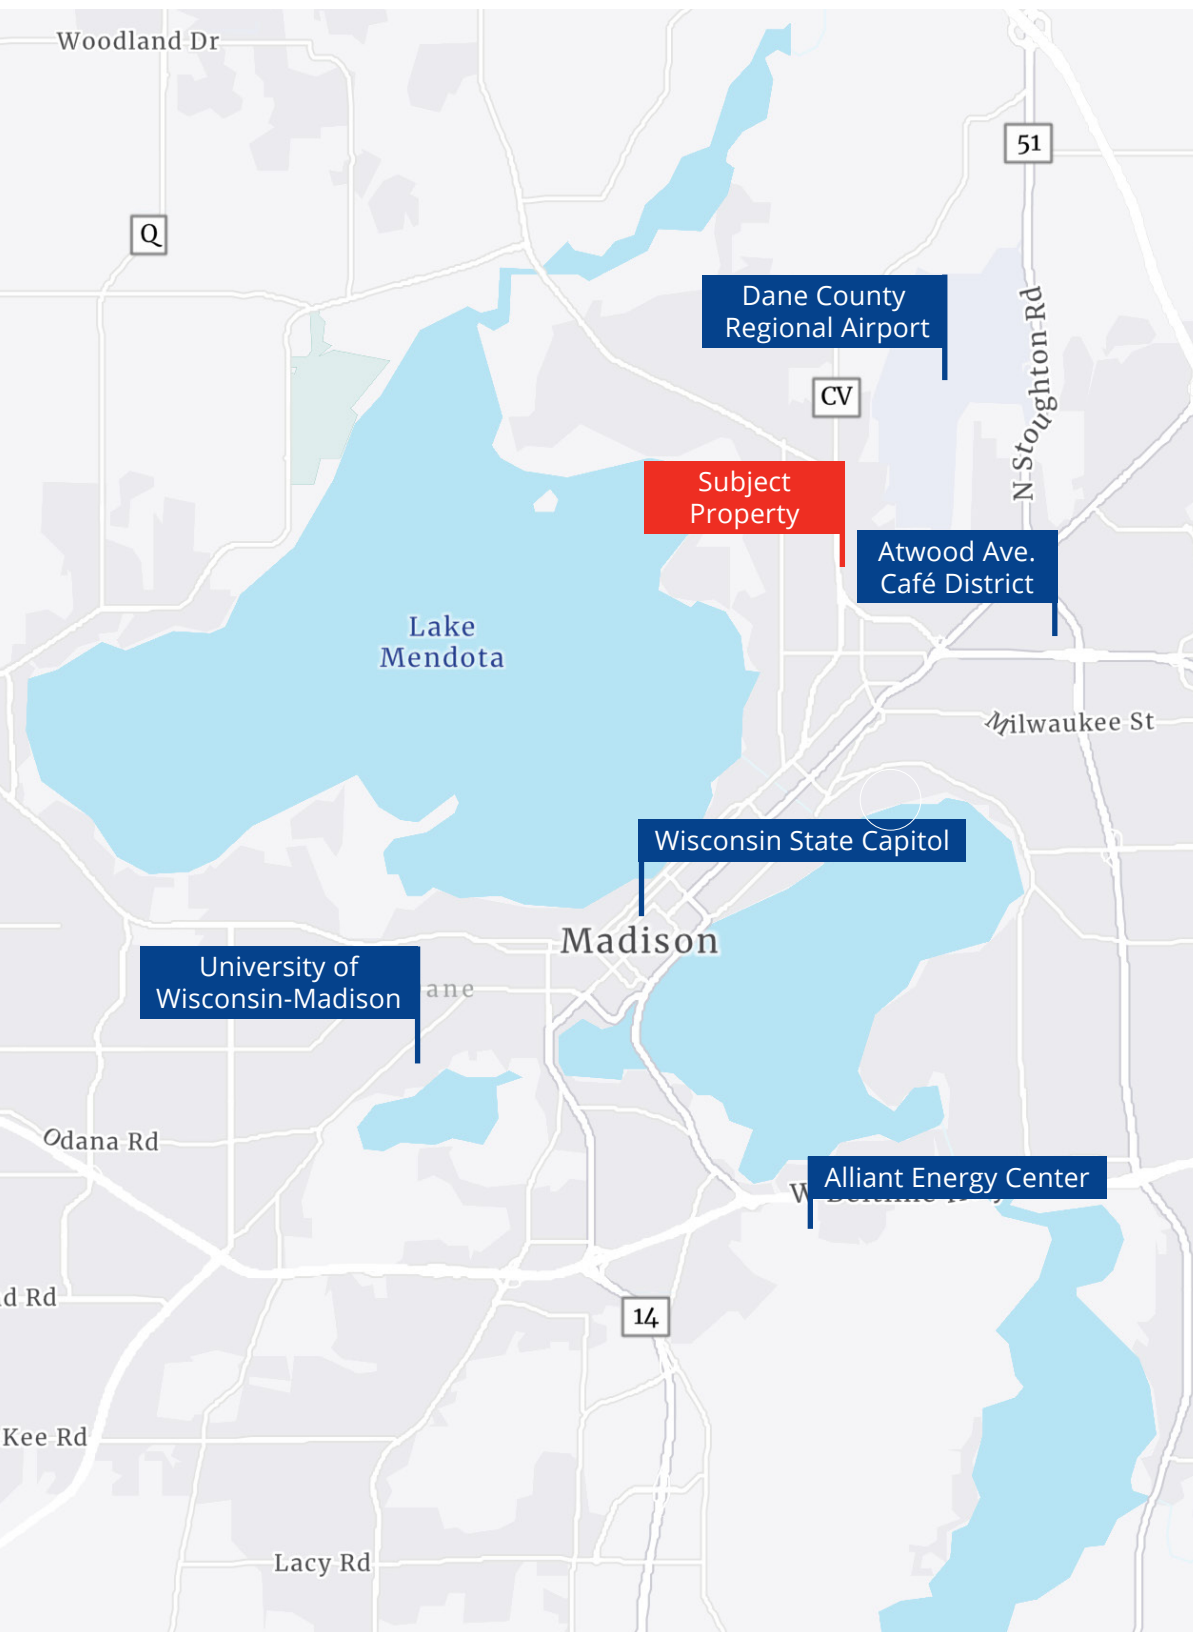 Woodland Dr
51
Q
Dane County
Regional Airport
N Stoughton Rd
CV
Subject
Property
Atwood Ave.
Café District
Lake
Mendota
Milwaukee St
Wisconsin State Capitol
Madison
University of
Wisconsin-Madison
ane
Odana Rd
Alliant Energy Center
W
d Rd
14
Kee Rd
Lacy Rd